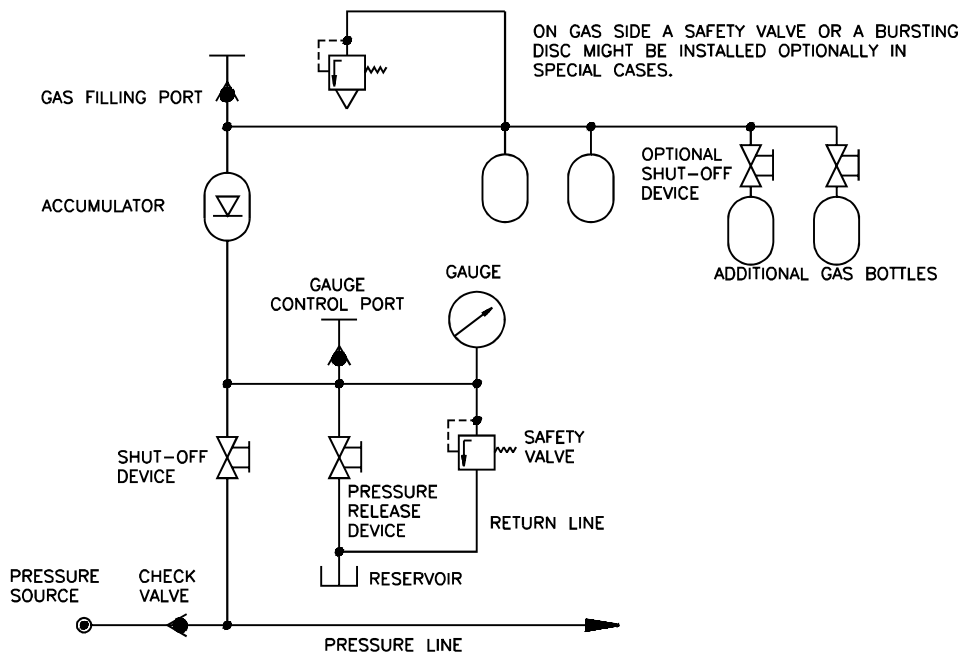 ON GAS SIDE A SAFETY VALVE OR A BURSTING
DISC MIGHT BE INSTALLED OPTIONALLY IN
SPECIAL CASES.
GAS FILLING PORT
OPTIONAL
SHUT-OFF
DEVICE
ACCUMULATOR
ADDITIONAL GAS BOTTLES
GAUGE
CONTROL PORT
GAUGE
SHUT-OFF
DEVICE
SAFETY
VALVE
PRESSURE
RELEASE
DEVICE
RETURN LINE
RESERVOIR
PRESSURE
SOURCE
CHECK
VALVE
PRESSURE LINE